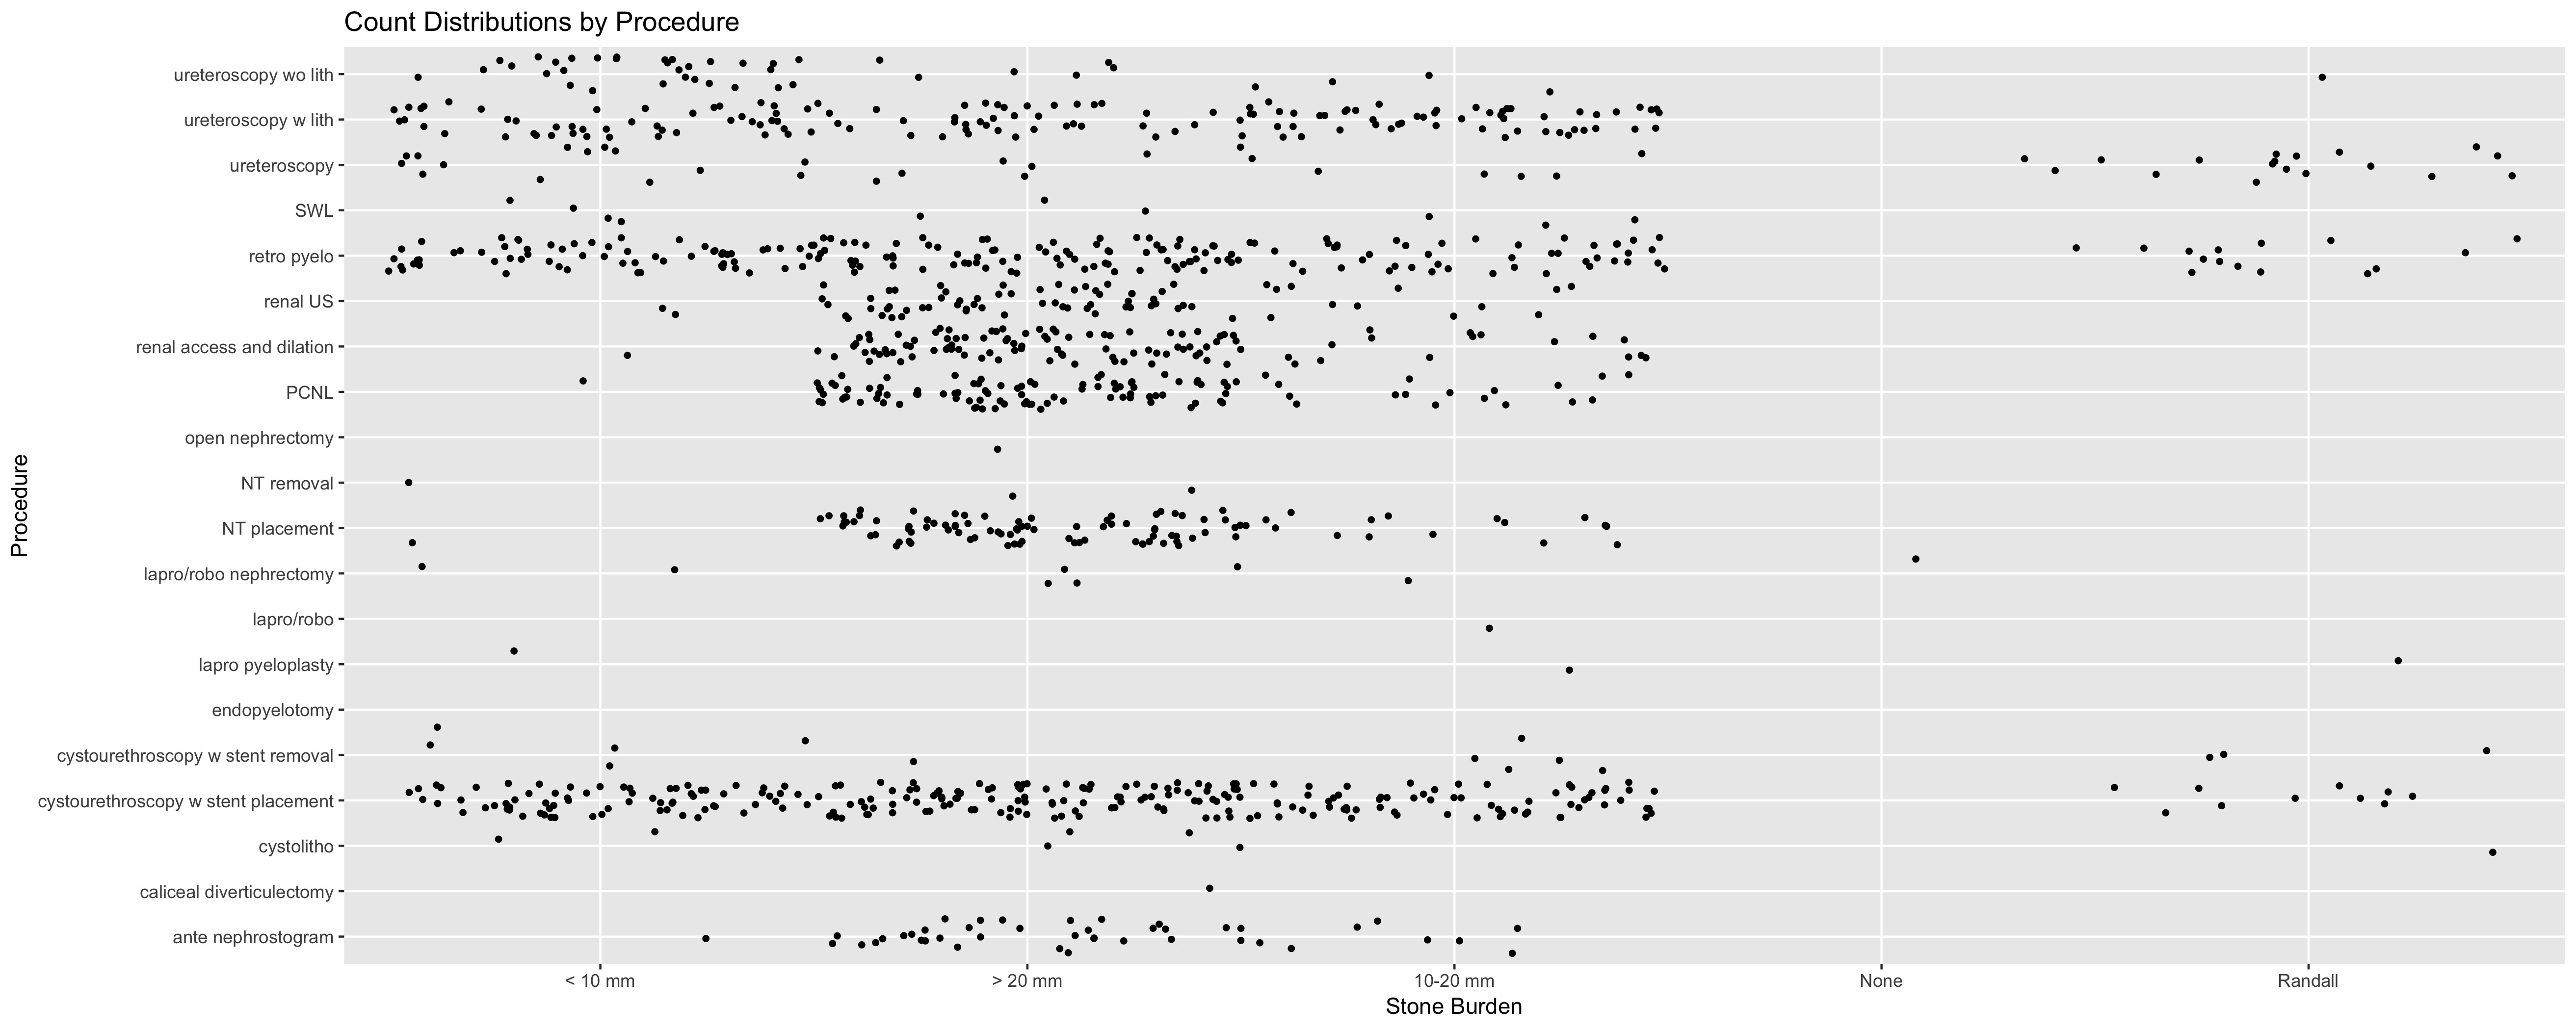 Count Distributions by Procedure
Procedure
ureteroscopy wo lith
ureteroscopy w lith
ureteroscopy
SWL
retro pyelo
renal US
renal access and dilation
PCNL
open nephrectomy
NT removal
NT placement
lapro/robo nephrectomy
lapro/robo
lapro pyeloplasty
endopyelotomy
cystourethroscopy w stent removal
cystourethroscopy w stent placement
cystolitho
caliceal diverticulectomy
ante nephrostogram
< 10 mm > 20 mm 10-20 mm None Randall
Stone Burden